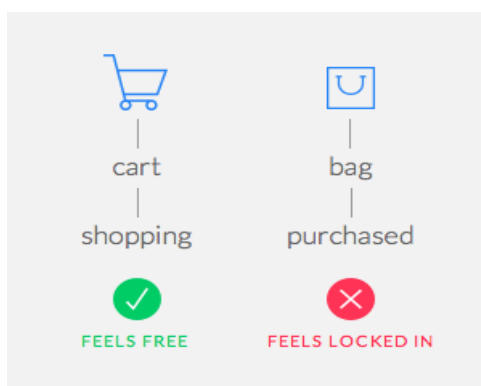 cart
shopping
FEELS FREE
bag
purchased
FEELS LOCKED IN